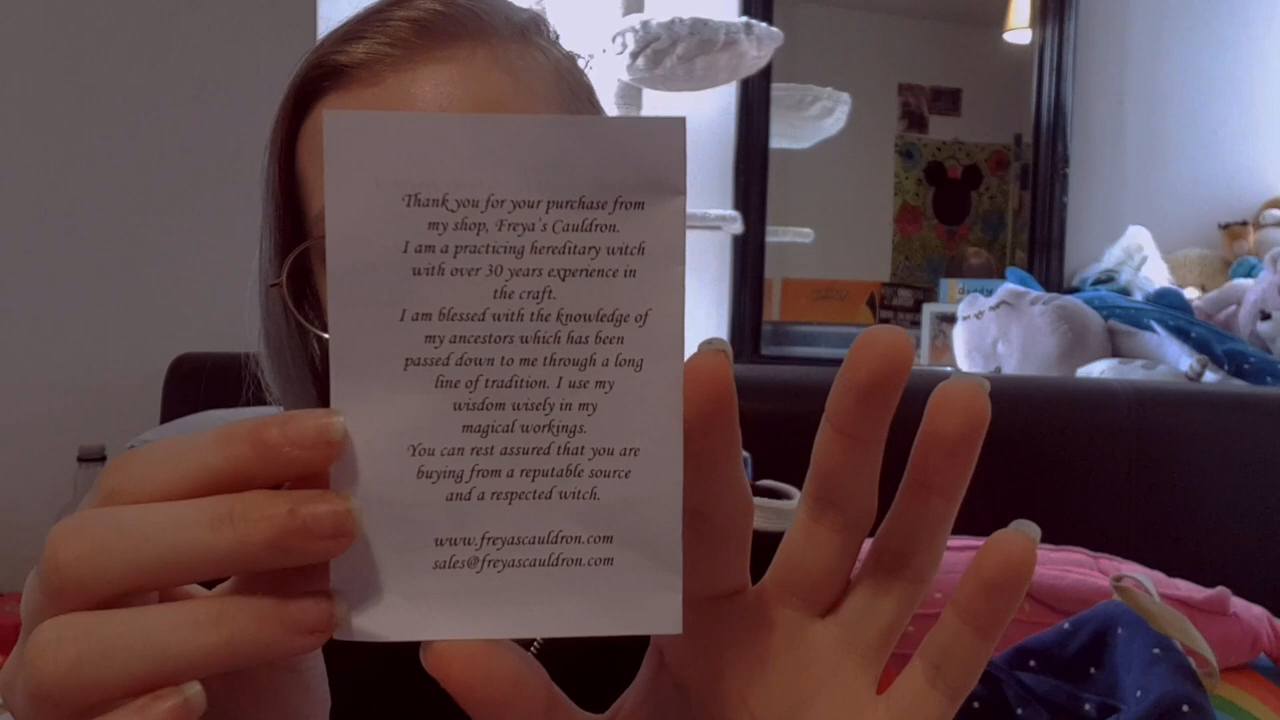 Thank you for your purchase from
my shop, Freya's Cauldron.
I am a practicing hereditary witch
with over 30 years experience in
the craft.
I am blessed with the knowledge of
my ancestors which has been
passed down to me through a long
line of tradition. I use my
wisdom wisely in my
magical workings.
You can rest assured that you are
buying from a reputable source
and a respected witch.
www.freyascauldron.com
sales@freyascauldron.com